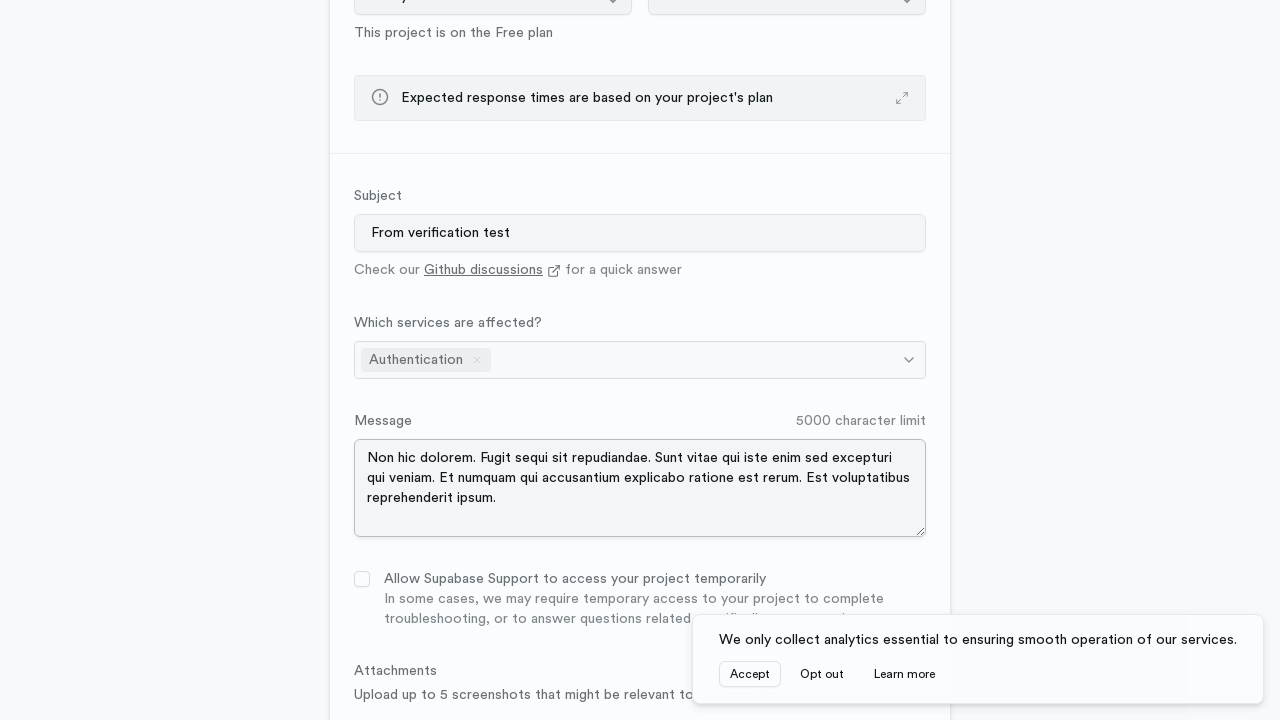 This project is on the Free plan
Expected response times are based on your project's plan
Subject
From verification test
Check our Github discussions for a quick answer
Which services are affected?
Authentication
Message
5000 character limit
Non hic dolorem. Fugit sequi sit repudiandae. Sunt vitae qui iste enim sed excepturi
qui veniam. Et numquam qui accusantium explicabo ratione est rerum. Est voluptatibus
reprehenderit ipsum.
Allow Supabase Support to access your project temporarily
In some cases, we may require temporary access to your project to complete
troubleshooting, or to answer questions related
We only collect analytics essential to ensuring smooth operation of our services.
Accept
Opt out
Learn more
Attachments
Upload up to 5 screenshots that might be relevant to